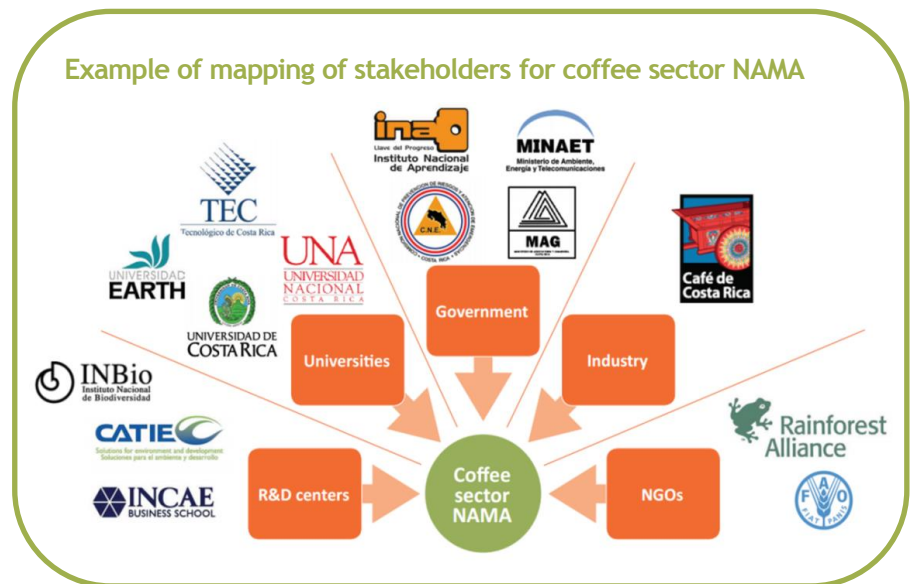 Example of mapping of stakeholders for coffee sector NAMA
ina
Llave del Progreso
Instituto Nacional
de Aprendizaje
MINAET
Ministerio de Ambiente,
Energía y Telecomunicaciones
C.N.E.
COSTA RICA
MAG
Café de
Costa Rica
TEC
Tecnológico de Costa Rica
UNIVERSIDAD
EARTH
UNA
UNIVERSIDAD
NACIONAL
COSTA RICA
UNIVERSIDAD DE
COSTA RICA
INBio
Instituto Nacional
de Biodiversidad
CATIE
Solutions for environment and development
Soluciones para el ambiente y desarrollo
INCAE
BUSINESS SCHOOL
Government
Universities
Industry
R&D centers
Coffee
sector
NAMA
NGOs
Rainforest
Alliance
F A O
FIAT PANIS